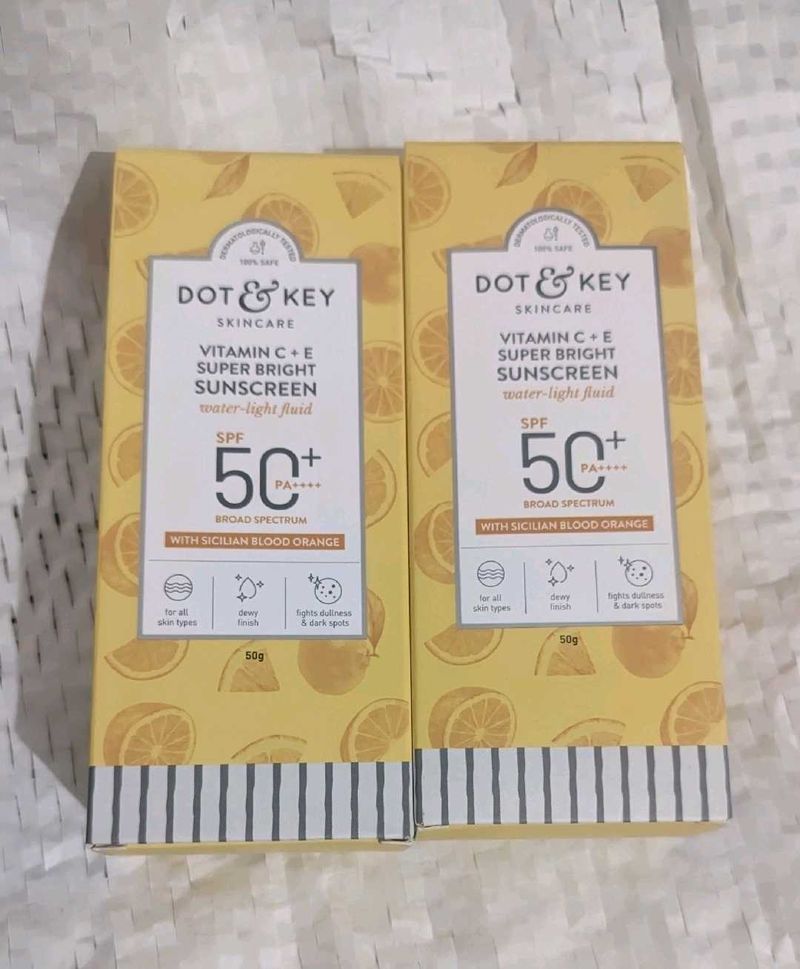 DERMATOLOGICALLY TESTED
100% SAFE
DOT & KEY
SKINCARE
VITAMIN C + E
SUPER BRIGHT
SUNSCREEN
water-light fluid
SPF
50+
PA++++
BROAD SPECTRUM
WITH SICILIAN BLOOD ORANGE
for all
skin types
dewy
finish
fights dullness
& dark spots
50g
DERMATOLOGICALLY TESTED
100% SAFE
DOT & KEY
SKINCARE
VITAMIN C + E
SUPER BRIGHT
SUNSCREEN
water-light fluid
SPF
50+
PA++++
BROAD SPECTRUM
WITH SICILIAN BLOOD ORANGE
for all
skin types
dewy
finish
fights dullness
& dark spots
50g